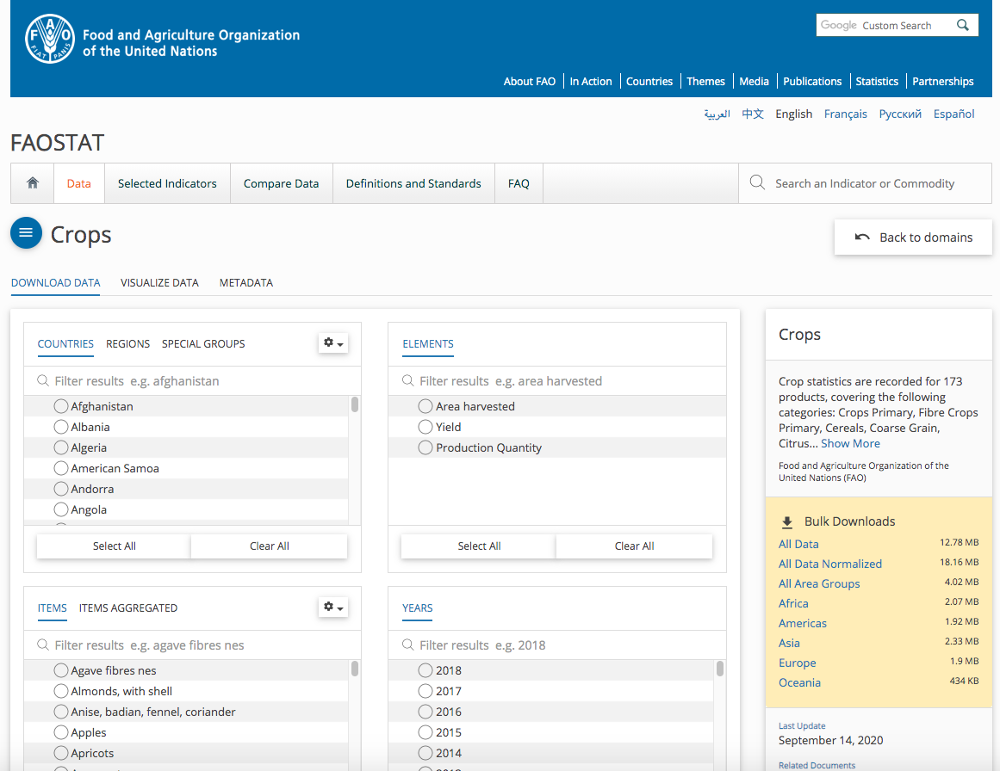 Food and Agriculture Organization
of the United Nations
FAO
FIAT PANIS
Google Custom Search
About FAO In Action Countries Themes Media Publications Statistics Partnerships
العربية 中文 English Français Русский Español
FAOSTAT
Data Selected Indicators Compare Data Definitions and Standards FAQ Search an Indicator or Commodity
Crops
Back to domains
DOWNLOAD DATA VISUALIZE DATA METADATA
COUNTRIES REGIONS SPECIAL GROUPS
Filter results e.g. afghanistan
Afghanistan
Albania
Algeria
American Samoa
Andorra
Angola
Select All Clear All
ELEMENTS
Filter results e.g. area harvested
Area harvested
Yield
Production Quantity
Select All Clear All
ITEMS ITEMS AGGREGATED
Filter results e.g. agave fibres nes
Agave fibres nes
Almonds, with shell
Anise, badian, fennel, coriander
Apples
Apricots
YEARS
Filter results e.g. 2018
2018
2017
2016
2015
2014
Crops
Crop statistics are recorded for 173
products, covering the following
categories: Crops Primary, Fibre Crops
Primary, Cereals, Coarse Grain,
Citrus... Show More
Food and Agriculture Organization of the
United Nations (FAO)
Bulk Downloads
All Data 12.78 MB
All Data Normalized 18.16 MB
All Area Groups 4.02 MB
Africa 2.07 MB
Americas 1.92 MB
Asia 2.33 MB
Europe 1.9 MB
Oceania 434 KB
Last Update
September 14, 2020
Related Documents